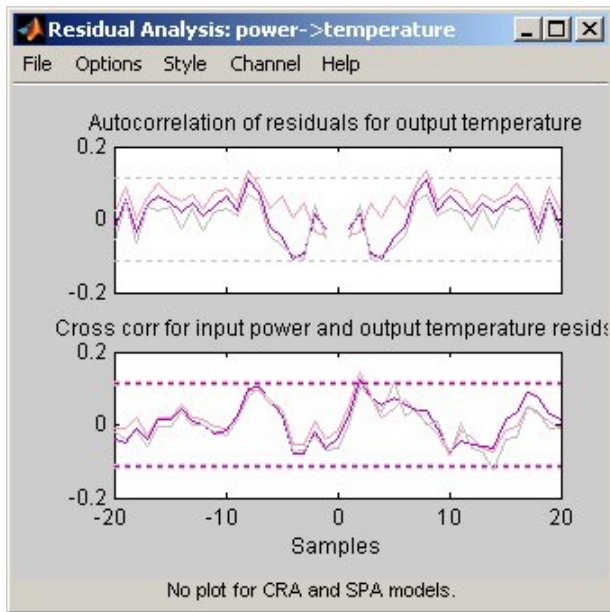 Residual Analysis: power->temperature
File Options Style Channel Help
Autocorrelation of residuals for output temperature
0.2
0
-0.2
Cross corr for input power and output temperature resids
0.2
0
-0.2
-20 -10 0 10 20
Samples
No plot for CRA and SPA models.